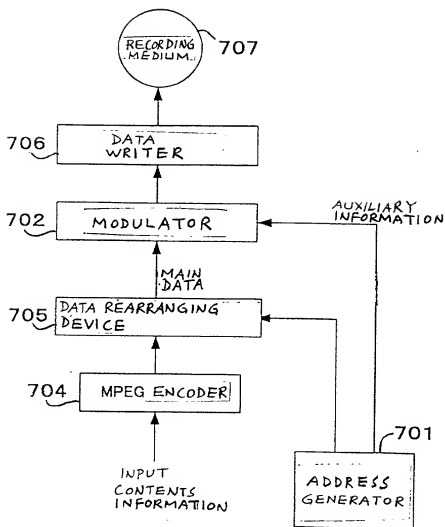 RECORDING
MEDIUM
707
706
DATA
WRITER
702
MODULATOR
AUXILIARY
INFORMATION
MAIN
DATA
705
DATA REARRANGING
DEVICE
704
MPEG ENCODER
701
ADDRESS
GENERATOR
INPUT
CONTENTS
INFORMATION